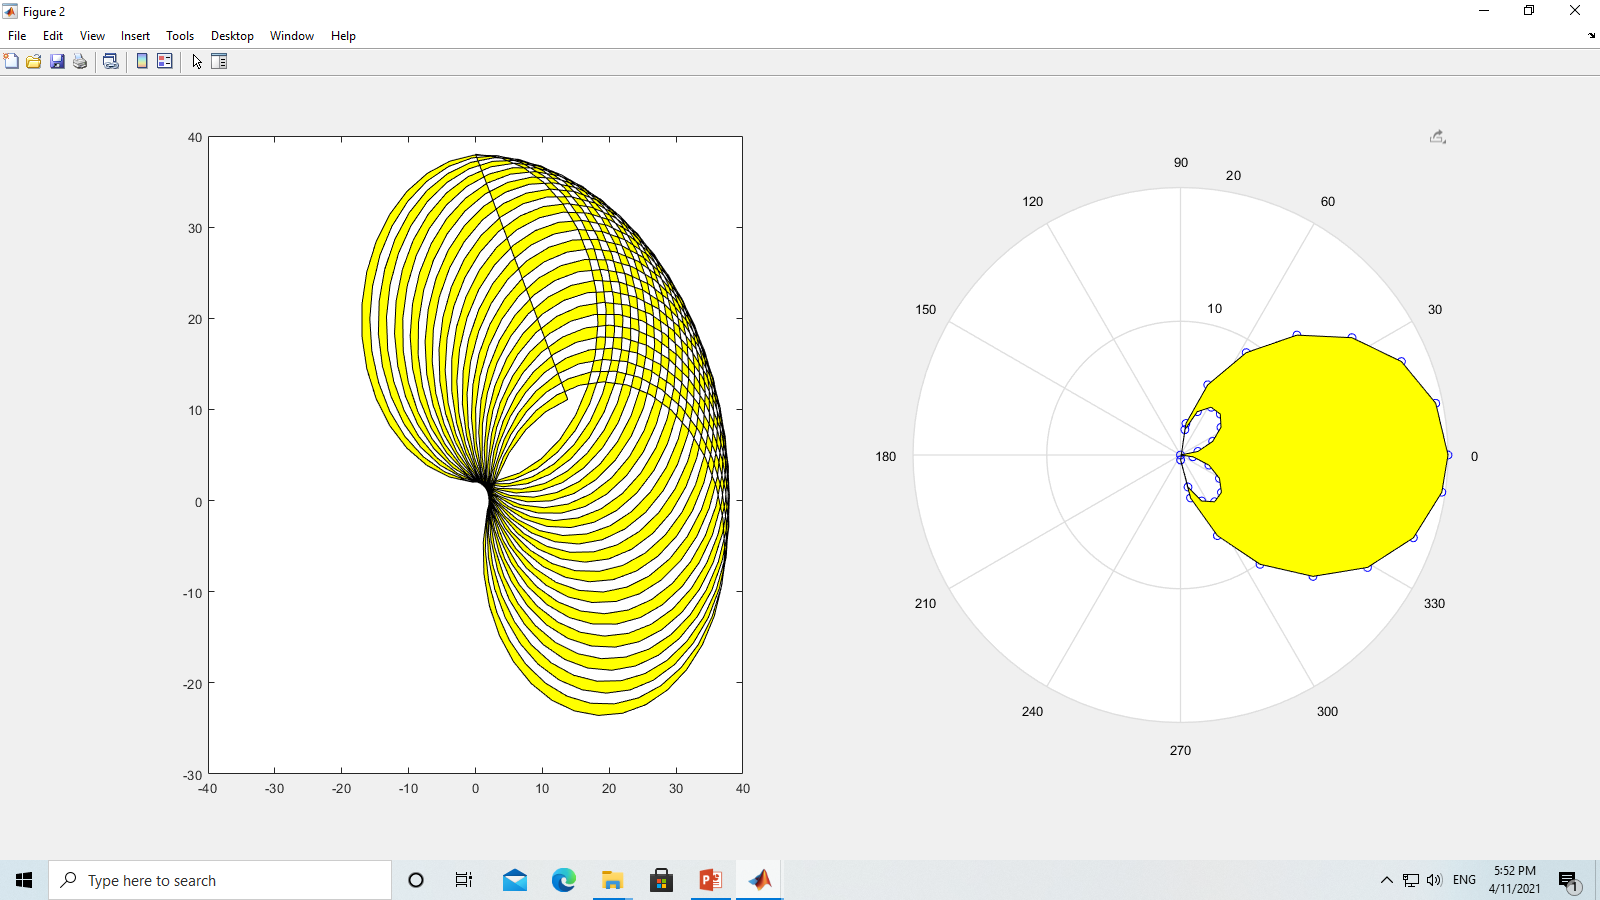 Figure 2
File Edit View Insert Tools Desktop Window Help
40
30
20
10
0
-10
-20
-30
-40 -30 -20 -10 0 10 20 30 40
90
20
120 60
150 10 30
180 0
210 330
240 300
270
Type here to search
P
ENG
5:52 PM
4/11/2021
1